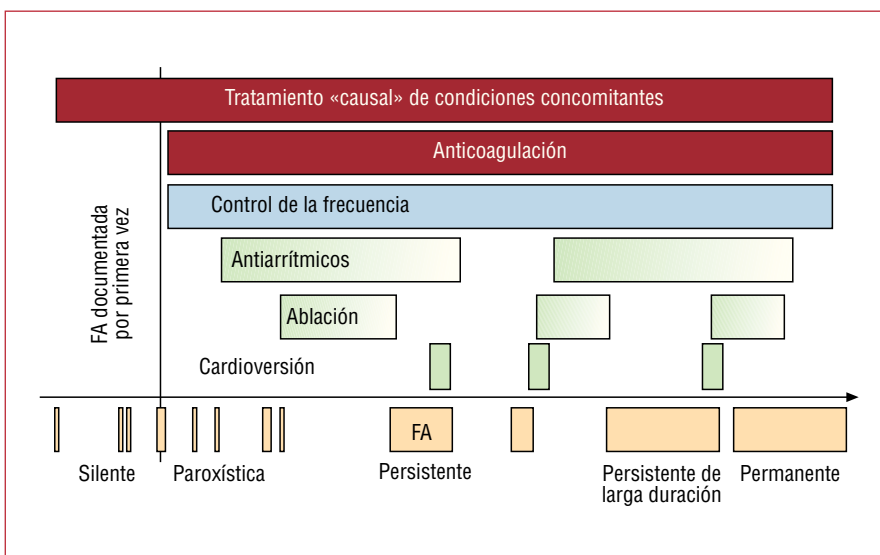 Tratamiento «causal» de condiciones concomitantes
Anticoagulación
Control de la frecuencia
FA documentada
por primera vez
Antiarrítmicos
Ablación
Cardioversión
FA
Silente
Paroxística
Persistente
Persistente de
larga duración
Permanente